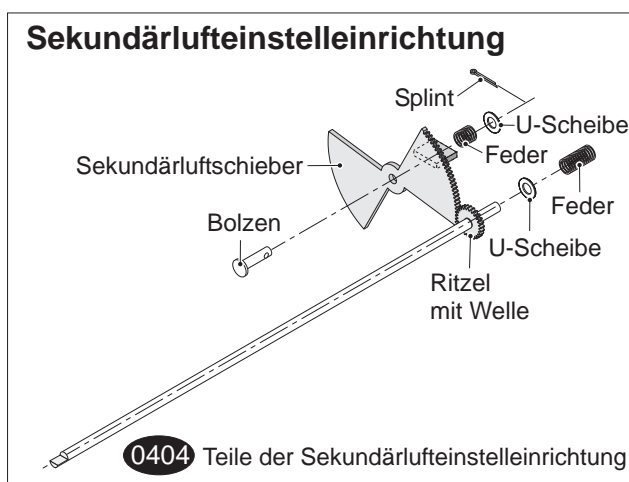 Sekundärlufteinstelleinrichtung
Splint
U-Scheibe
Feder
Sekundärluftschieber
Feder
Bolzen
U-Scheibe
Ritzel
mit Welle
0404 Teile der Sekundärlufteinstelleinrichtung